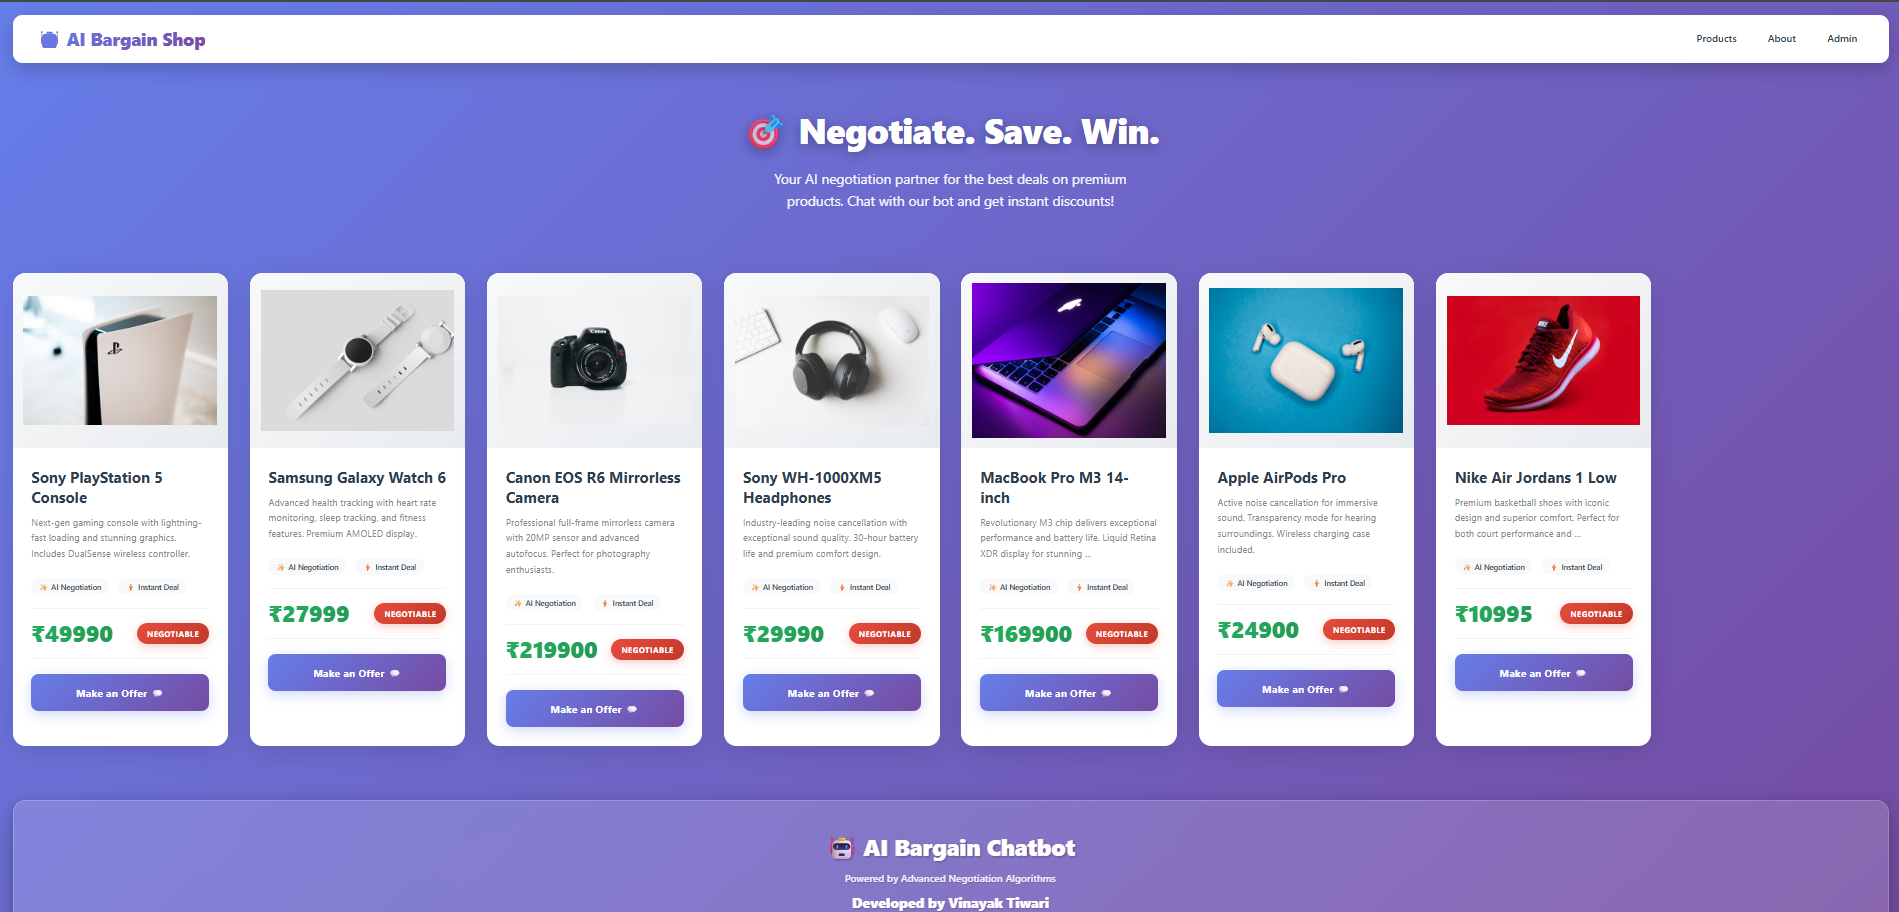 AI Bargain Shop
Products
About
Admin
Negotiate. Save. Win.
Your AI negotiation partner for the best deals on premium
products. Chat with our bot and get instant discounts!
Sony PlayStation 5
Console
Next-gen gaming console with lightning-
fast loading and stunning graphics.
Includes DualSense wireless controller.
AI Negotiation
Instant Deal
₹49990
NEGOTIABLE
Make an Offer
Samsung Galaxy Watch 6
Advanced health tracking with heart rate
monitoring, sleep tracking, and fitness
features. Premium AMOLED display.
AI Negotiation
Instant Deal
₹27999
NEGOTIABLE
Make an Offer
Canon
Canon EOS R6 Mirrorless
Camera
Professional full-frame mirrorless camera
with 20MP sensor and advanced
autofocus. Perfect for photography
enthusiasts.
AI Negotiation
Instant Deal
₹219900
NEGOTIABLE
Make an Offer
Sony WH-1000XM5
Headphones
Industry-leading noise cancellation with
exceptional sound quality. 30-hour battery
life and premium comfort design.
AI Negotiation
Instant Deal
₹29990
NEGOTIABLE
Make an Offer
MacBook Pro M3 14-
inch
Revolutionary M3 chip delivers exceptional
performance and battery life. Liquid Retina
XDR display for stunning ...
AI Negotiation
Instant Deal
₹169900
NEGOTIABLE
Make an Offer
Apple AirPods Pro
Active noise cancellation for immersive
sound. Transparency mode for hearing
surroundings. Wireless charging case
included.
AI Negotiation
Instant Deal
₹24900
NEGOTIABLE
Make an Offer
Nike Air Jordans 1 Low
Premium basketball shoes with iconic
design and superior comfort. Perfect for
both court performance and ...
AI Negotiation
Instant Deal
₹10995
NEGOTIABLE
Make an Offer
AI Bargain Chatbot
Powered by Advanced Negotiation Algorithms
Developed by Vinayak Tiwari